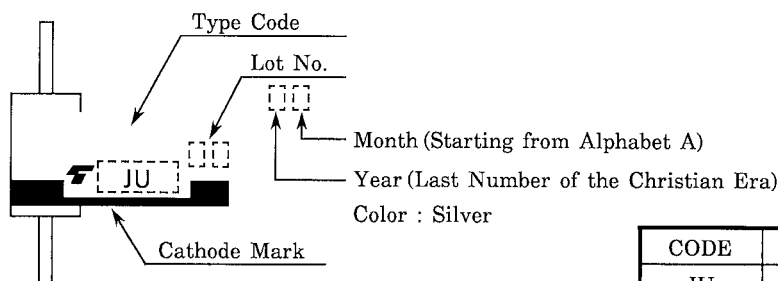 Type Code
Lot No.
Month (Starting from Alphabet A)
JU
Year (Last Number of the Christian Era)
Color : Silver
Cathode Mark
CODE